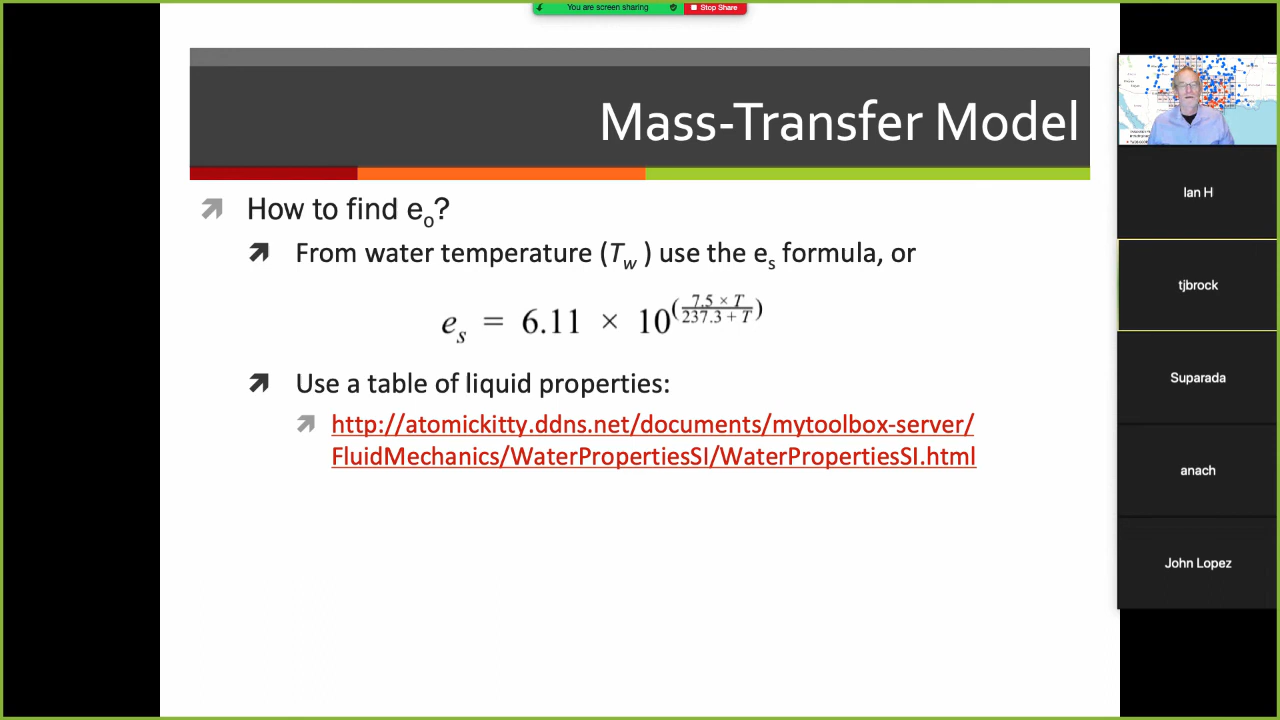 You are screen sharing
Stop Share
Mass-Transfer Model
How to find eo?
From water temperature (Tw ) use the es formula, or
es = 6.11 × 10(7.5 × T / 237.3 + T)
Use a table of liquid properties:
http://atomickitty.ddns.net/documents/mytoolbox-server/
FluidMechanics/WaterPropertiesSI/WaterPropertiesSI.html
Ian H
tjbrock
Suparada
anach
John Lopez